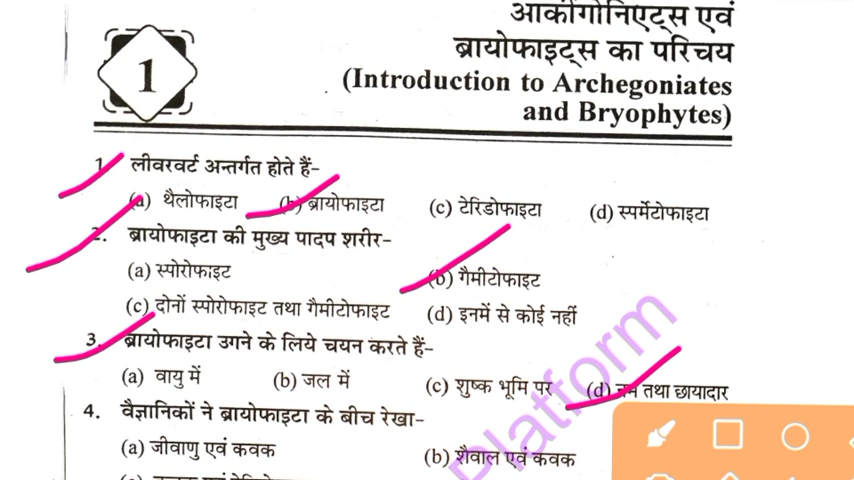 आर्कीगोनिएट्स एवं
ब्रायोफाइट्स का परिचय
1
(Introduction to Archegoniates
and Bryophytes)
1. लीवरवर्ट अन्तर्गत होते हैं-
(a) थैलोफाइटा (b) ब्रायोफाइटा (c) टेरिडोफाइटा (d) स्पर्मेटोफाइटा
2. ब्रायोफाइटा की मुख्य पादप शरीर-
(a) स्पोरोफाइट (b) गैमीटोफाइट
(c) दोनों स्पोरोफाइट तथा गैमीटोफाइट (d) इनमें से कोई नहीं
3. ब्रायोफाइटा उगने के लिये चयन करते हैं-
(a) वायु में (b) जल में (c) शुष्क भूमि पर (d) नम तथा छायादार
4. वैज्ञानिकों ने ब्रायोफाइटा के बीच रेखा-
(a) जीवाणु एवं कवक (b) शैवाल एवं कवक
Platform